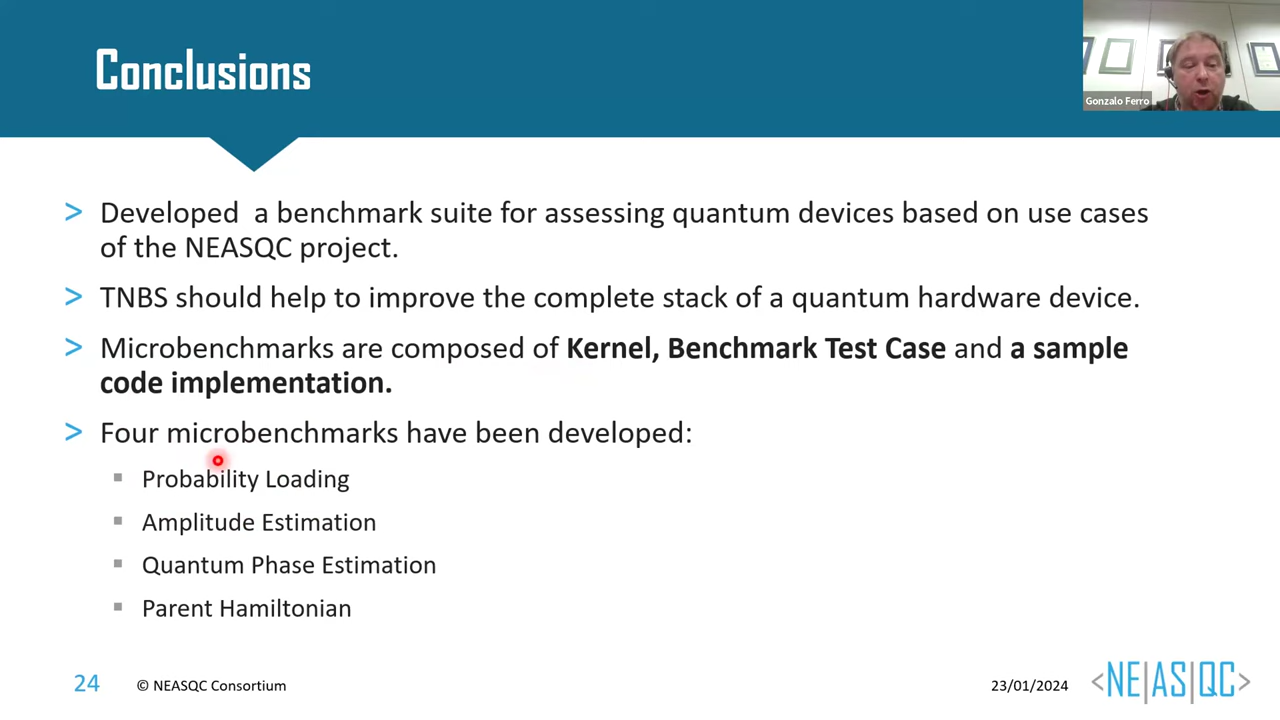 Conclusions
Gonzalo Ferro
> Developed a benchmark suite for assessing quantum devices based on use cases
of the NEASQC project.
> TNBS should help to improve the complete stack of a quantum hardware device.
> Microbenchmarks are composed of Kernel, Benchmark Test Case and a sample
code implementation.
> Four microbenchmarks have been developed:
▪ Probability Loading
▪ Amplitude Estimation
▪ Quantum Phase Estimation
▪ Parent Hamiltonian
24 © NEASQC Consortium 23/01/2024 <NE|AS|QC>